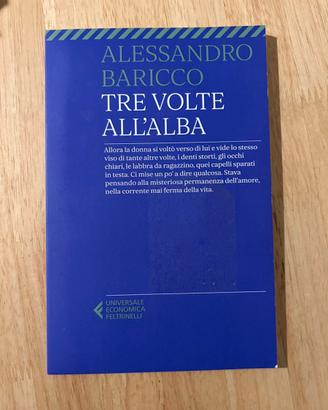 ALESSANDRO
BARICCO
TRE VOLTE
ALL'ALBA
Allora la donna si voltò verso di lui e vide lo stesso
viso di tante altre volte, i denti storti, gli occhi
chiari, le labbra da ragazzino, quei capelli sparati
in testa. Ci mise un po' a dire qualcosa. Stava
pensando alla misteriosa permanenza dell'amore,
nella corrente mai ferma della vita.
UNIVERSALE
ECONOMICA
FELTRINELLI